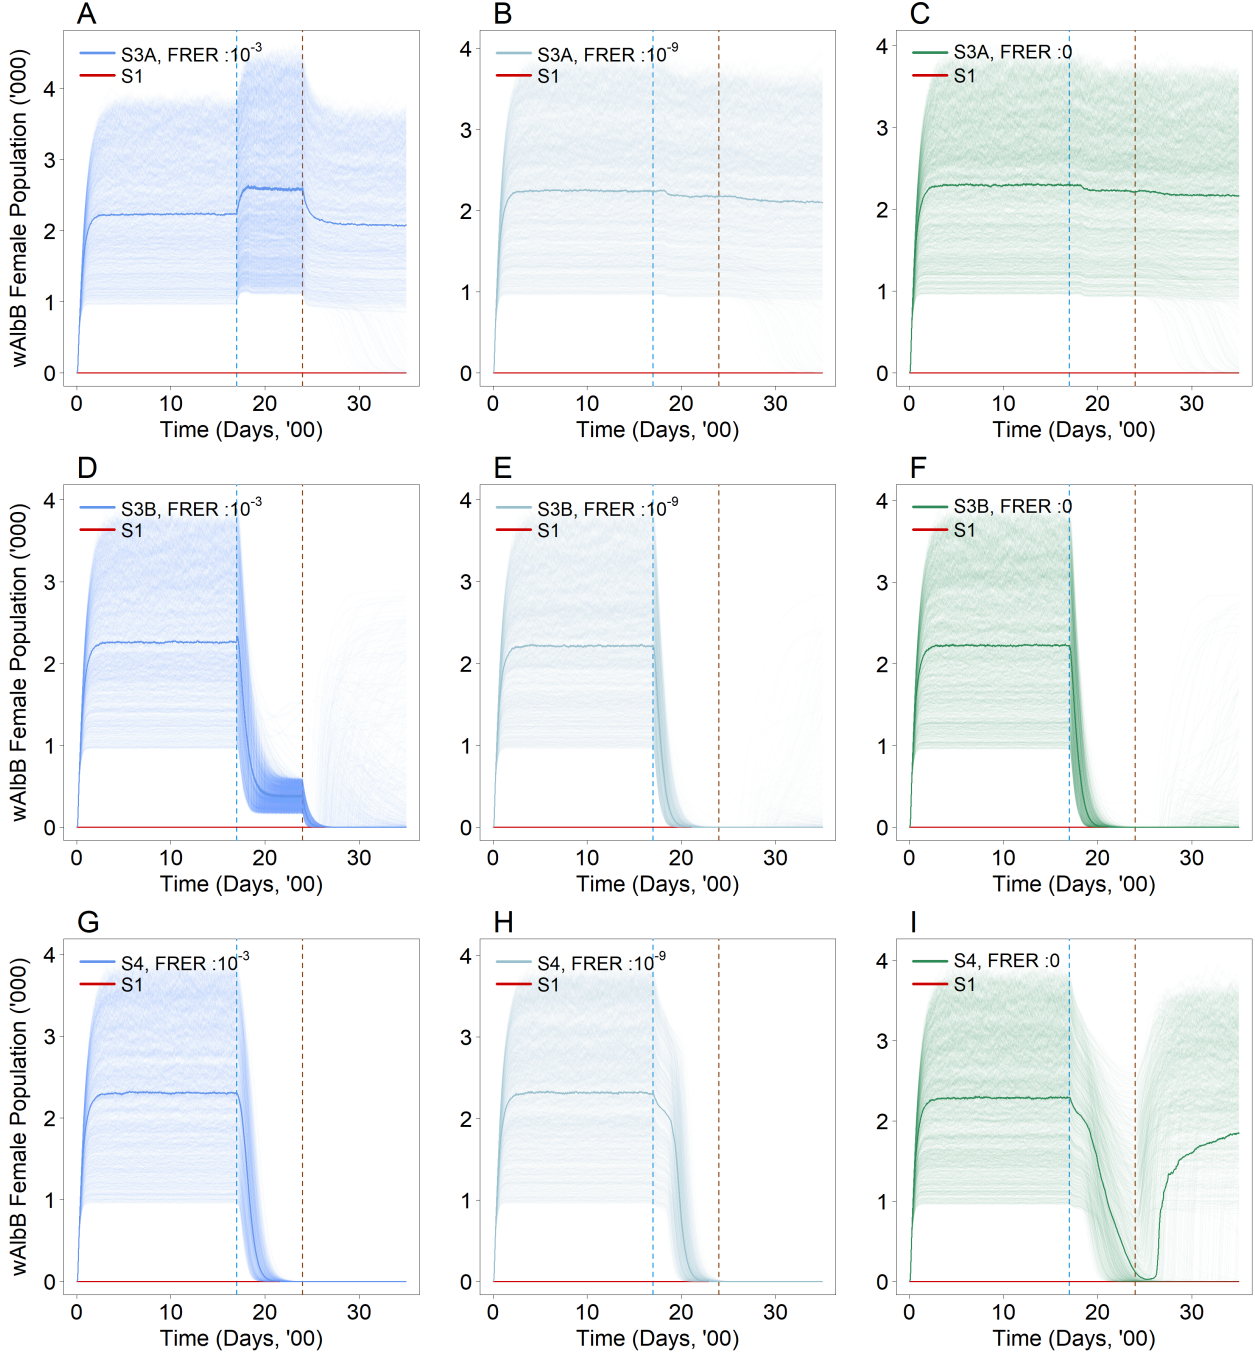 A
S3A, FRER :10⁻³
S1
wAlbB Female Population ('000)
4
3
2
1
0
0 10 20 30
Time (Days, '00)
B
S3A, FRER :10⁻⁹
S1
4
3
2
1
0
0 10 20 30
Time (Days, '00)
C
S3A, FRER :0
S1
4
3
2
1
0
0 10 20 30
Time (Days, '00)
D
S3B, FRER :10⁻³
S1
wAlbB Female Population ('000)
4
3
2
1
0
0 10 20 30
Time (Days, '00)
E
S3B, FRER :10⁻⁹
S1
4
3
2
1
0
0 10 20 30
Time (Days, '00)
F
S3B, FRER :0
S1
4
3
2
1
0
0 10 20 30
Time (Days, '00)
G
S4, FRER :10⁻³
S1
wAlbB Female Population ('000)
4
3
2
1
0
0 10 20 30
Time (Days, '00)
H
S4, FRER :10⁻⁹
S1
4
3
2
1
0
0 10 20 30
Time (Days, '00)
I
S4, FRER :0
S1
4
3
2
1
0
0 10 20 30
Time (Days, '00)